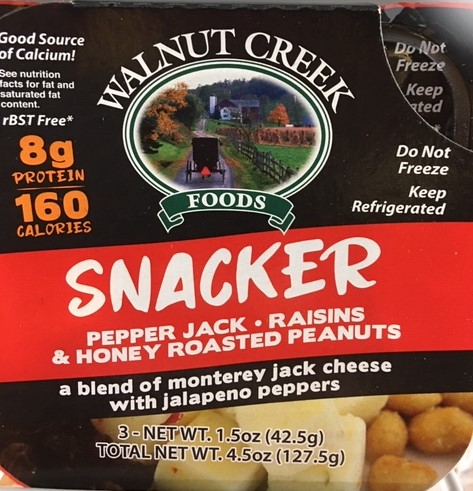 Good Source
of Calcium!
See nutrition
facts for fat and
saturated fat
content.
rBST Free*
8g
PROTEIN
160
CALORIES
WALNUT CREEK
FOODS
Do Not
Freeze
Keep
ated
*
Do Not
Freeze
Keep
Refrigerated
SNACKER
PEPPER JACK • RAISINS
& HONEY ROASTED PEANUTS
a blend of monterey jack cheese
with jalapeno peppers
3 - NET WT. 1.5oz (42.5g)
TOTAL NET WT. 4.5oz (127.5g)